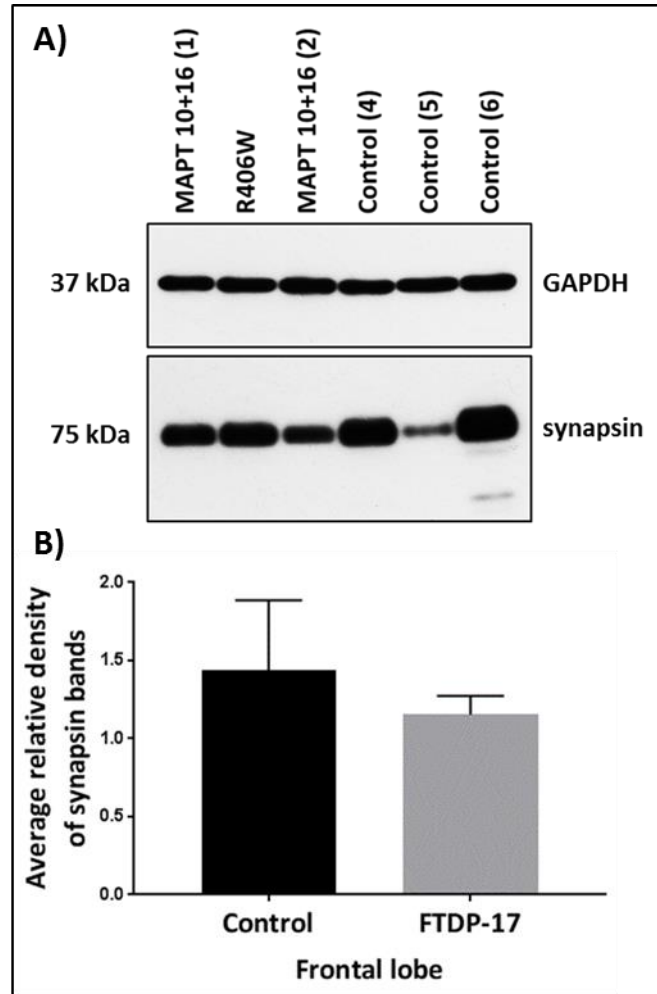 A)
MAPT 10+16 (1)
R406W
MAPT 10+16 (2)
Control (4)
Control (5)
Control (6)
37 kDa
GAPDH
75 kDa
synapsin
B)
Average relative density
of synapsin bands
2.0
1.5
1.0
0.5
0.0
Control
FTDP-17
Frontal lobe